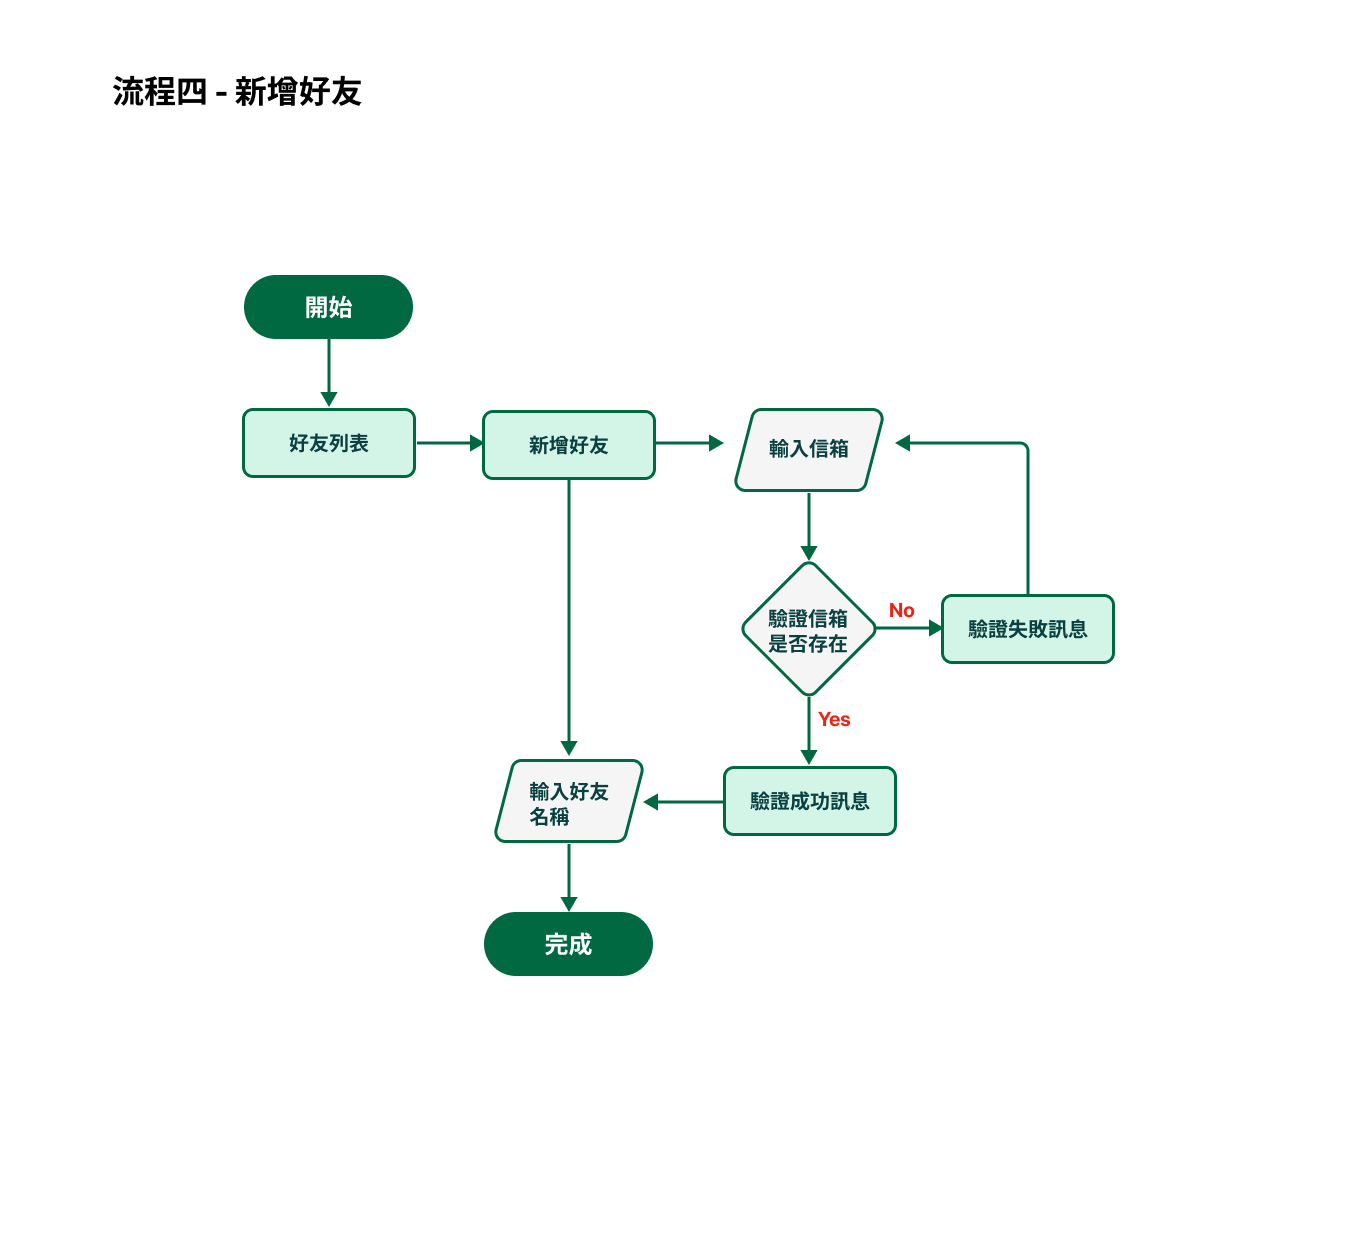 流程四 - 新增好友
開始
好友列表
新增好友
輸入信箱
驗證信箱
是否存在
No
驗證失敗訊息
Yes
輸入好友
名稱
驗證成功訊息
完成